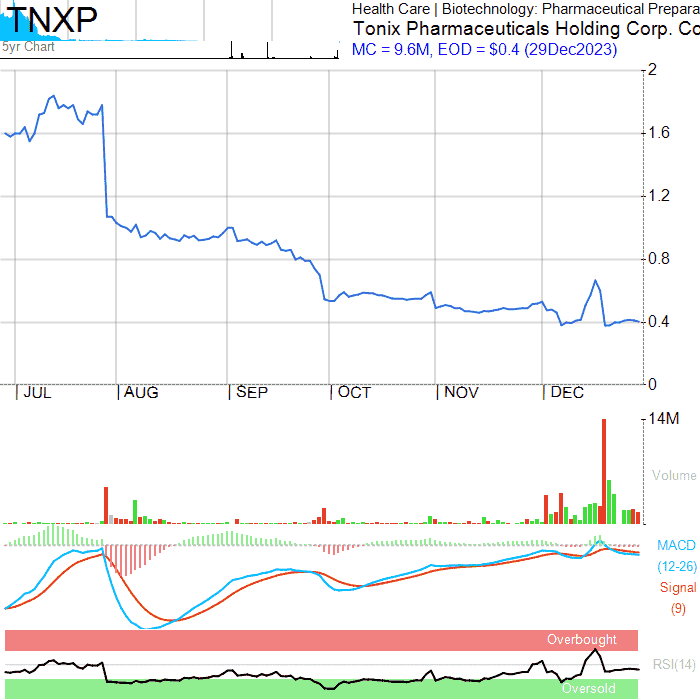 TNXP
5yr Chart
Health Care | Biotechnology: Pharmaceutical Prepara
Tonix Pharmaceuticals Holding Corp. Co
MC = 9.6M, EOD = $0.4 (29Dec2023)
2
1.6
1.2
0.8
0.4
0
JUL AUG SEP OCT NOV DEC
14M
Volume
MACD
(12-26)
Signal
(9)
Overbought
RSI(14)
Oversold